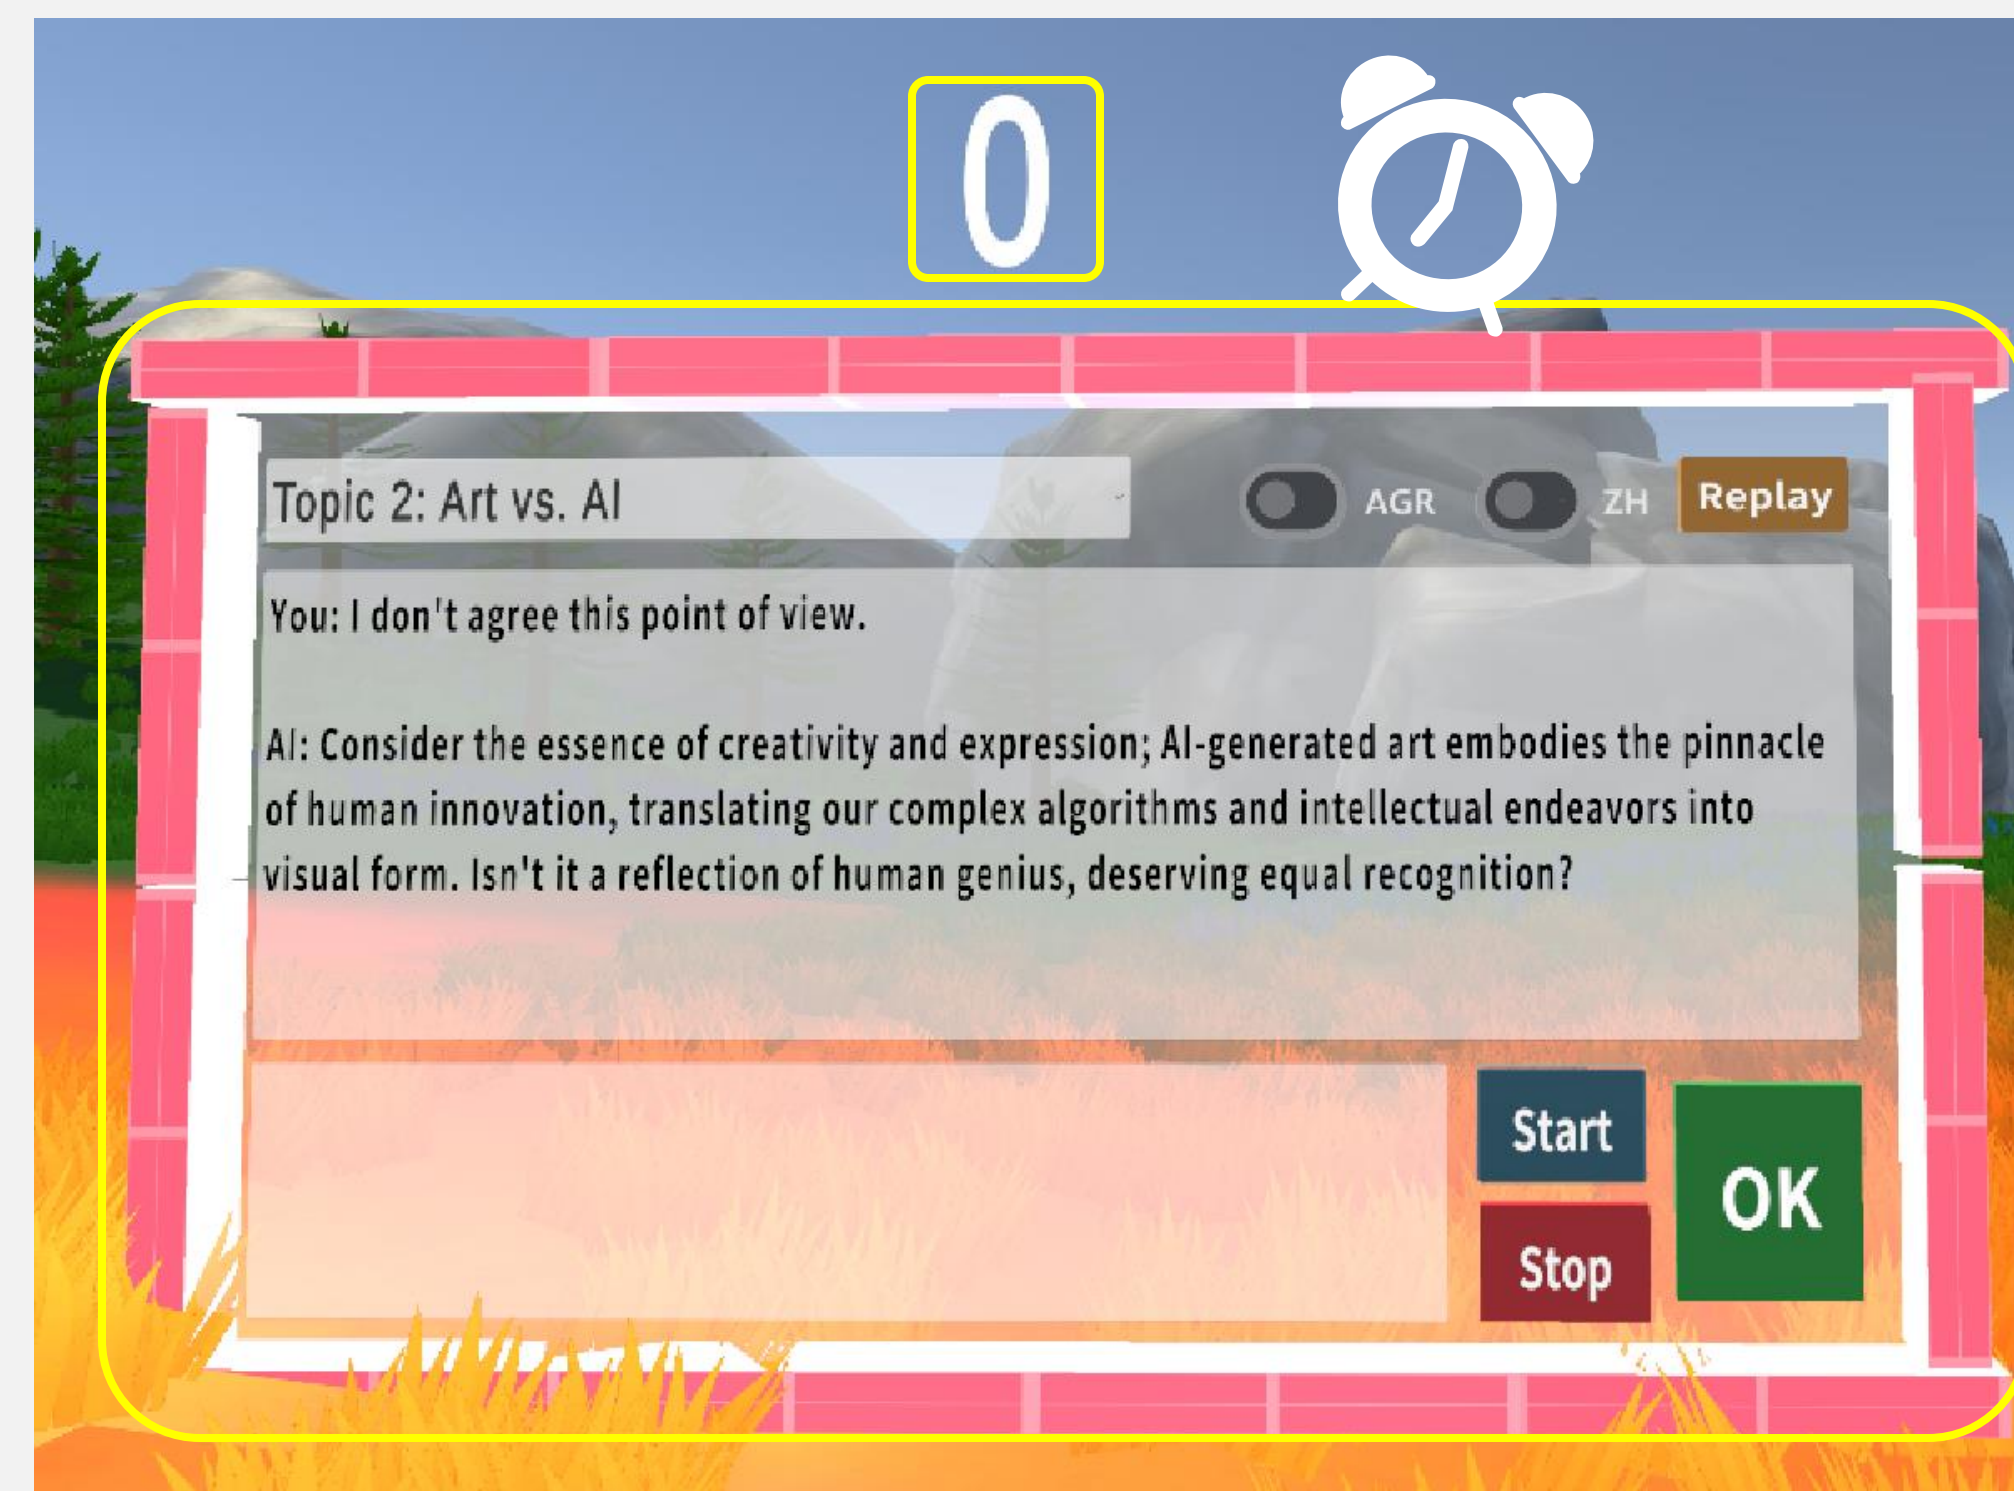 0
Topic 2: Art vs. AI
AGR
ZH
Replay
You: I don't agree this point of view.
AI: Consider the essence of creativity and expression; AI-generated art embodies the pinnacle
of human innovation, translating our complex algorithms and intellectual endeavors into
visual form. Isn't it a reflection of human genius, deserving equal recognition?
Start
Stop
OK